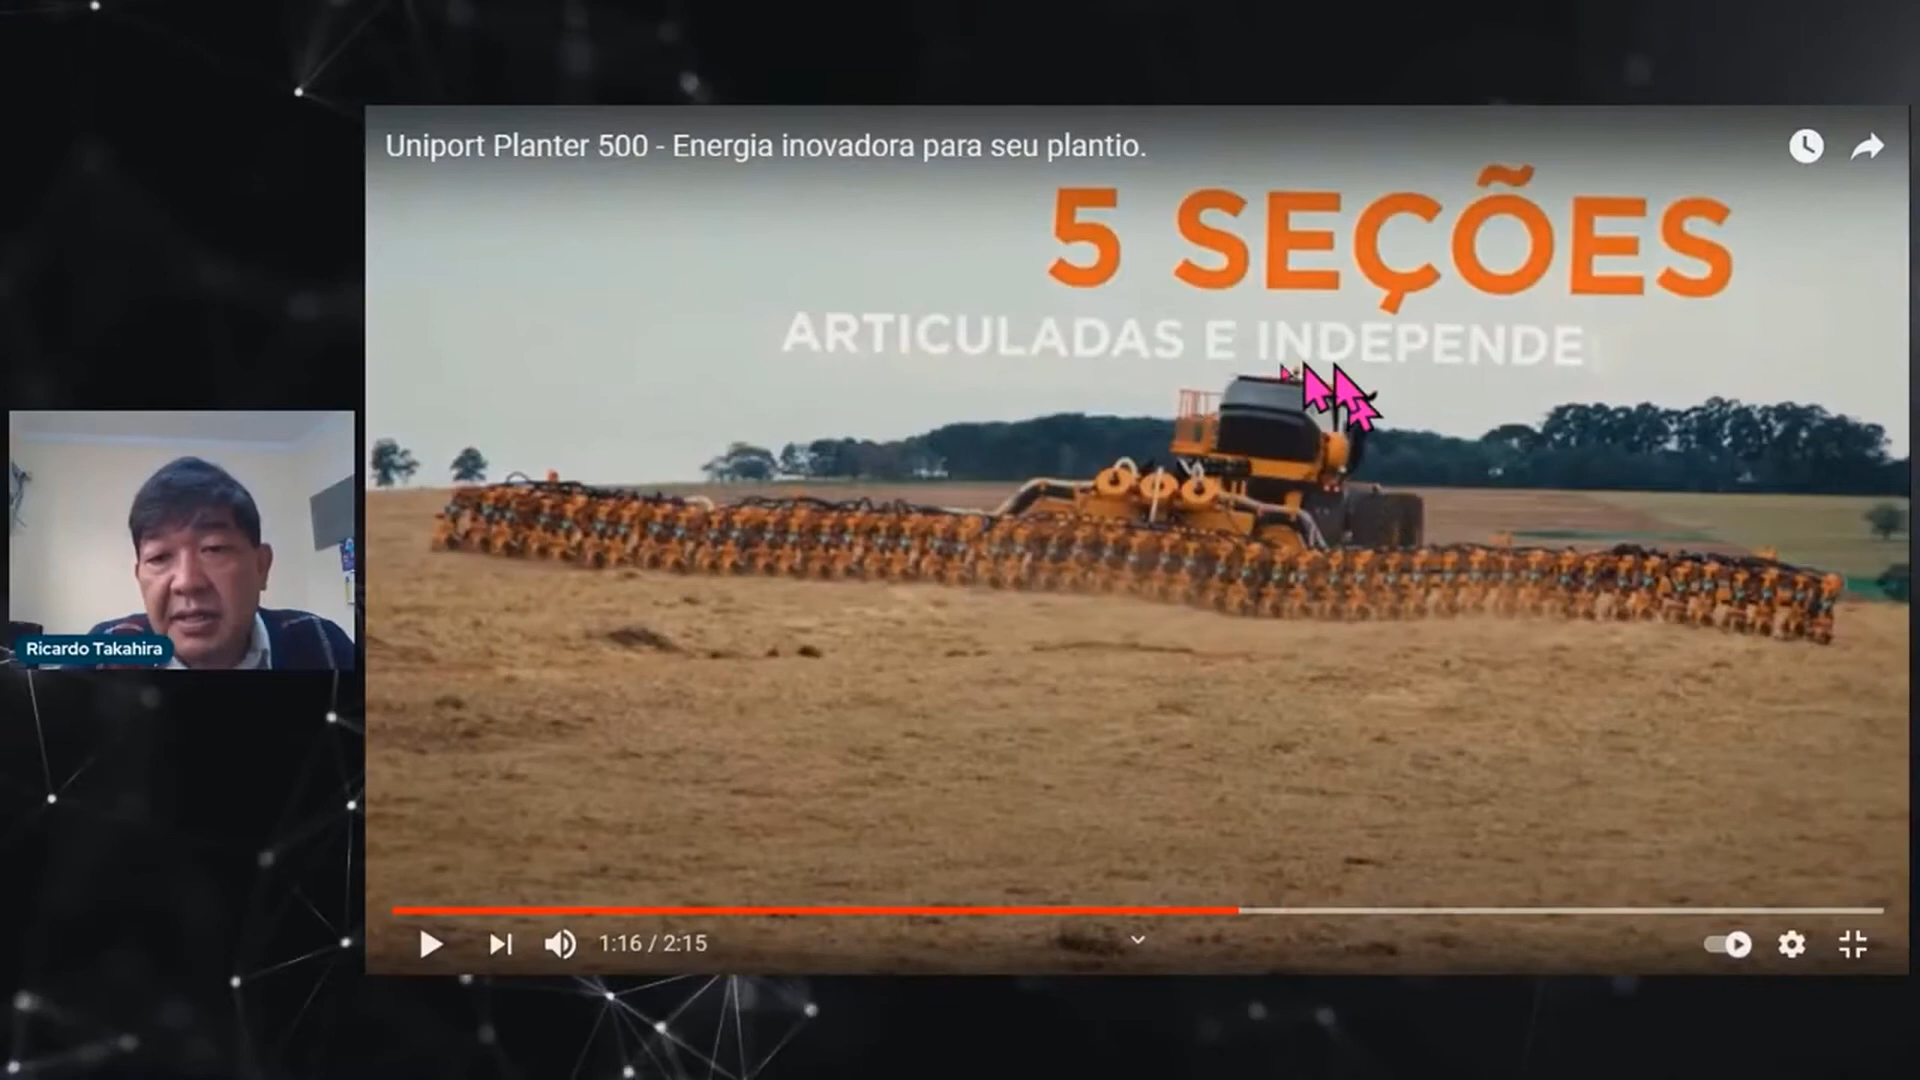 Uniport Planter 500 - Energia inovadora para seu plantio.
5 SEÇÕES
ARTICULADAS E INDEPENDE
Ricardo Takahira
1:16 / 2:15